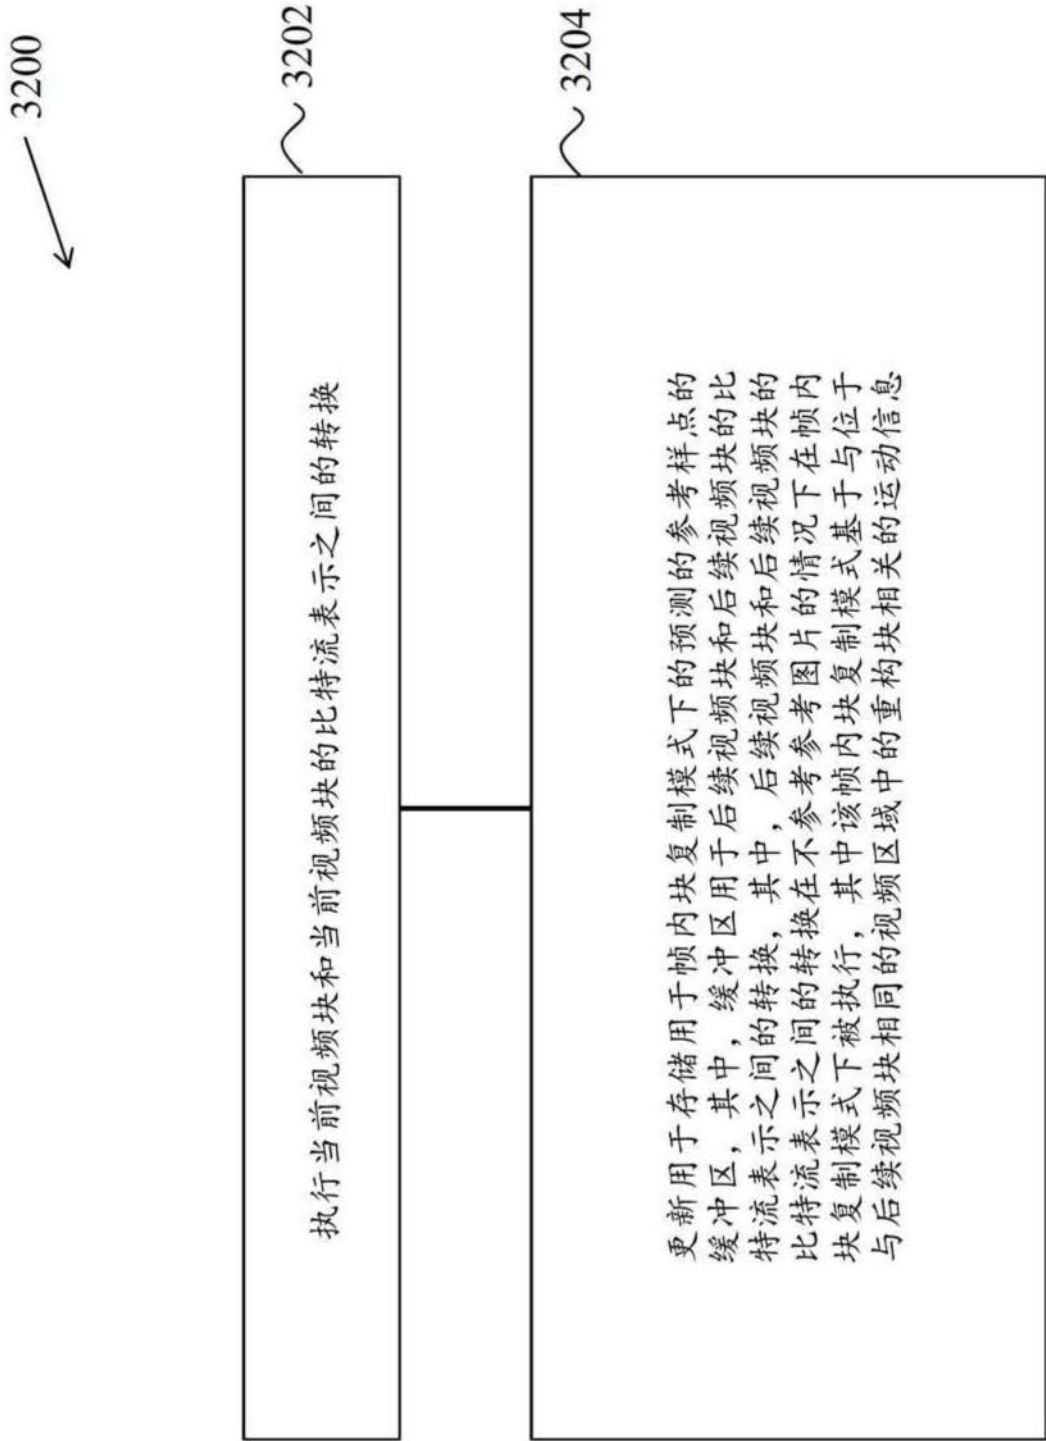 3200
3202
执行当前视频块和当前视频块的比特流表示之间的转换
3204
更新用于存储用于帧内块复制模式下的预测的参考样点的
缓冲区，其中，缓冲区用于后续视频块和后续视频块的比
特流表示之间的转换，其中，后续视频块和后续视频块的
比特流表示之间的转换在不参考参考图片的情况下在帧内
块复制模式下被执行，其中该帧内块复制模式基于与位于
与后续视频块相同的视频区域中的重构块相关的运动信息